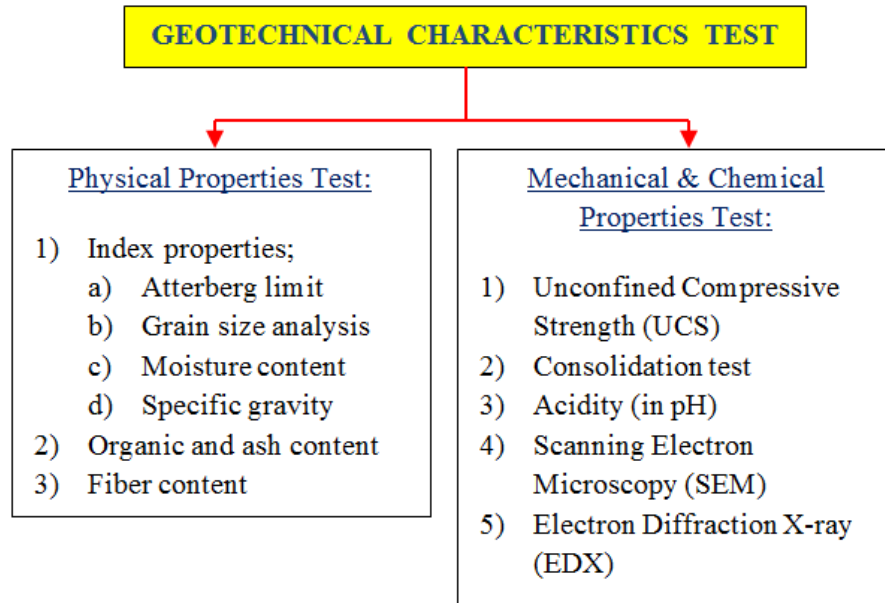 GEOTECHNICAL CHARACTERISTICS TEST
Physical Properties Test:
1) Index properties;
a) Atterberg limit
b) Grain size analysis
c) Moisture content
d) Specific gravity
2) Organic and ash content
3) Fiber content
Mechanical & Chemical
Properties Test:
1) Unconfined Compressive
Strength (UCS)
2) Consolidation test
3) Acidity (in pH)
4) Scanning Electron
Microscopy (SEM)
5) Electron Diffraction X-ray
(EDX)